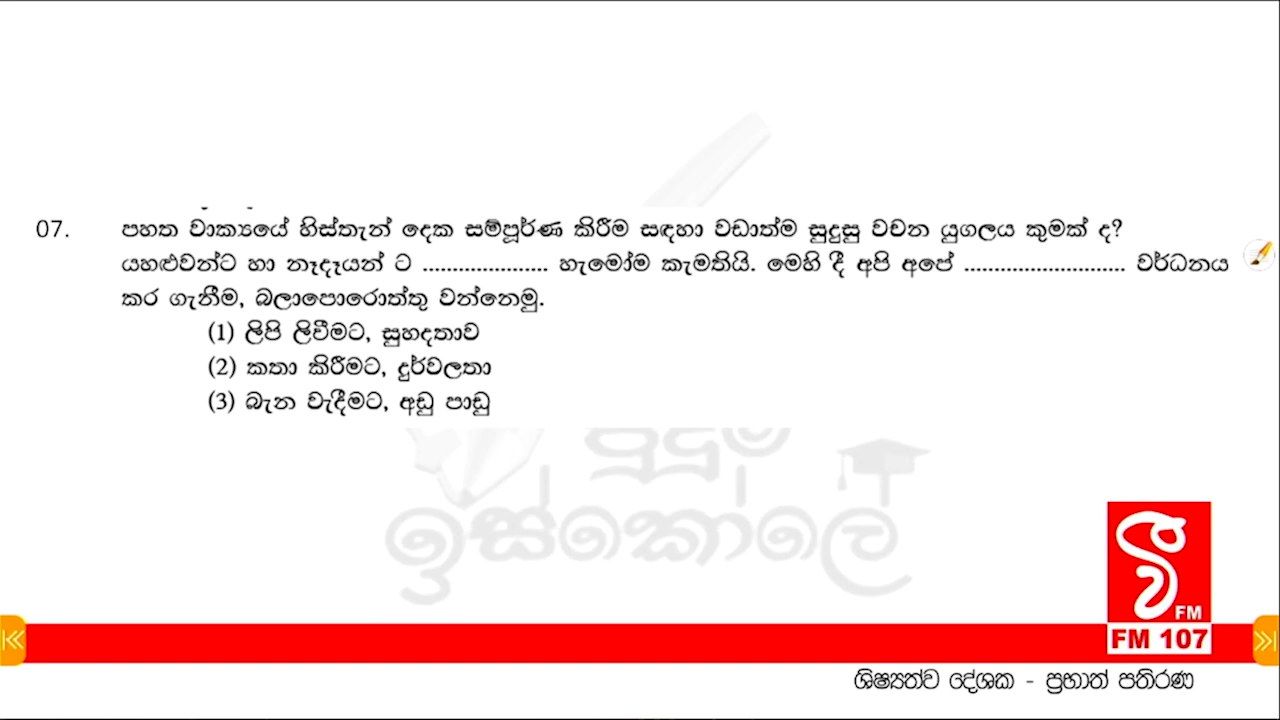 07. පහත වාක්‍යයේ හිස්තැන් දෙක සම්පූර්ණ කිරීම සඳහා වඩාත්ම සුදුසු වචන යුගලය කුමක් ද?
යහළුවන්ට හා නෑදෑයන් ට ..................... හැමෝම කැමතියි. මෙහි දී අපි අපේ ........................... වර්ධනය
කර ගැනීම, බලාපොරොත්තු වන්නෙමු.
(1) ලිපි ලිවීමට, සුහදතාව
(2) කතා කිරීමට, දුර්වලතා
(3) බැන වැදීමට, අඩු පාඩු
පුදුම
ඉස්කොලේ
වී
FM
FM 107
ශිෂ්‍යත්ව දේශක - ප්‍රභාත් පතිරණ